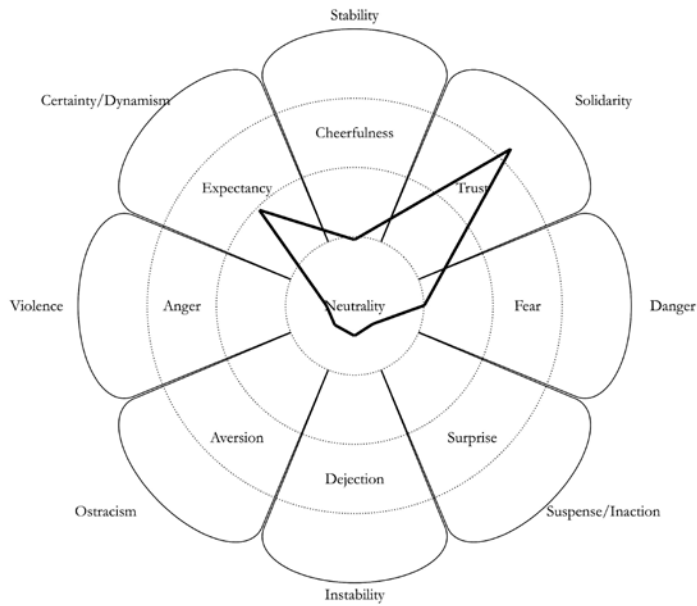 Stability
Certainty/Dynamism
Solidarity
Cheerfulness
Expectancy
Trust
Violence
Anger
Neutrality
Fear
Danger
Aversion
Surprise
Dejection
Ostracism
Suspense/Inaction
Instability